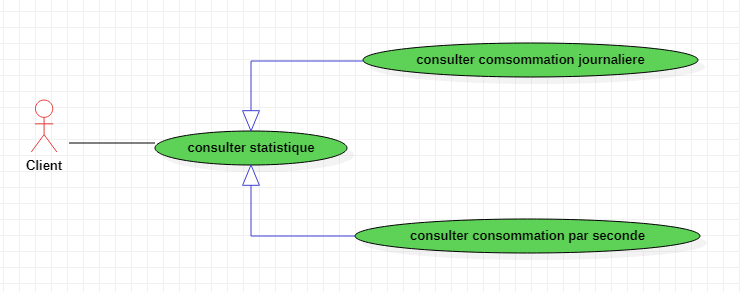 consulter comsommation journaliere
consulter statistique
Client
consulter consommation par seconde